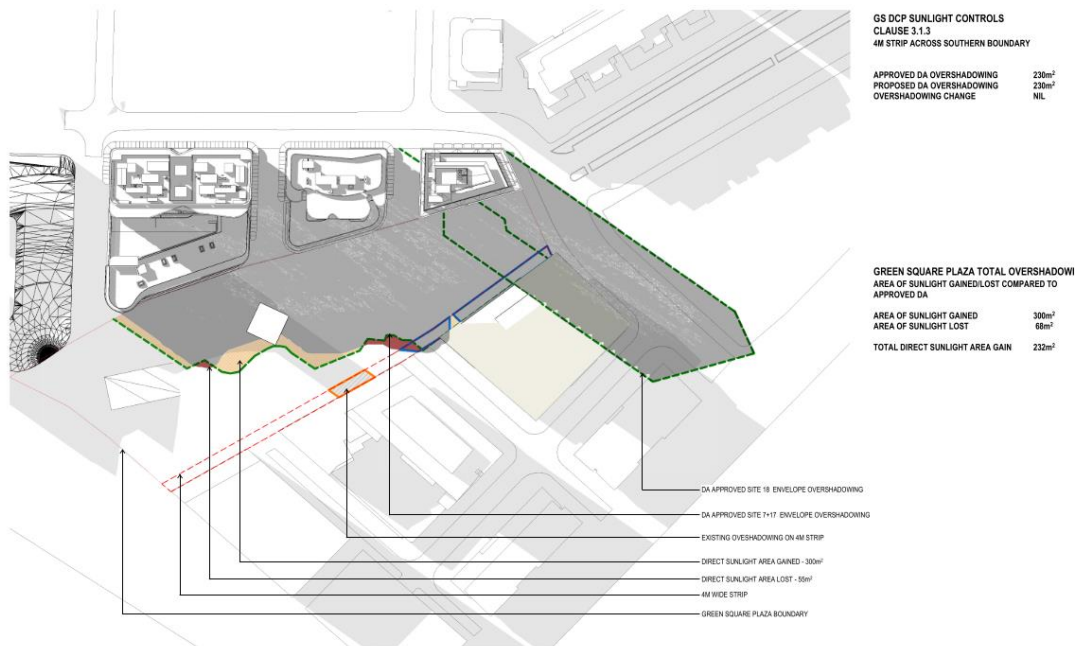 GS DCP SUNLIGHT CONTROLS
CLAUSE 3.1.3
4M STRIP ACROSS SOUTHERN BOUNDARY
APPROVED DA OVERSHADOWING 230m²
PROPOSED DA OVERSHADOWING 230m²
OVERSHADOWING CHANGE NIL
GREEN SQUARE PLAZA TOTAL OVERSHADOWI
AREA OF SUNLIGHT GAINED/LOST COMPARED TO
APPROVED DA
AREA OF SUNLIGHT GAINED 300m²
AREA OF SUNLIGHT LOST 68m²
TOTAL DIRECT SUNLIGHT AREA GAIN 232m²
DA APPROVED SITE 18 ENVELOPE OVERSHADOWING
DA APPROVED SITE 7+17 ENVELOPE OVERSHADOWING
EXISTING OVESHADOWING ON 4M STRIP
DIRECT SUNLIGHT AREA GAINED - 300m²
DIRECT SUNLIGHT AREA LOST - 55m²
4M WIDE STRIP
GREEN SQUARE PLAZA BOUNDARY